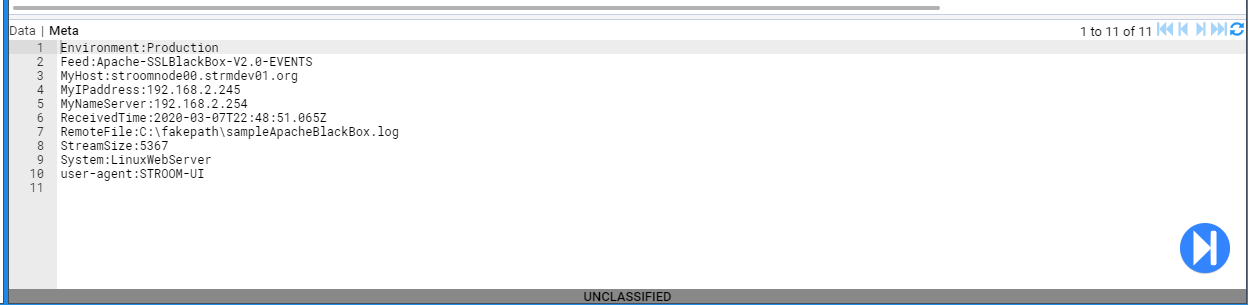 Data | Meta
1 to 11 of 11
1 Environment:Production
2 Feed:Apache-SSLBlackBox-V2.0-EVENTS
3 MyHost:stroomnode00.strmdev01.org
4 MyIPaddress:192.168.2.245
5 MyNameServer:192.168.2.254
6 ReceivedTime:2020-03-07T22:48:51.065Z
7 RemoteFile:C:\fakepath\sampleApacheBlackBox.log
8 StreamSize:5367
9 System:LinuxWebServer
10 user-agent:STROOM-UI
11
UNCLASSIFIED